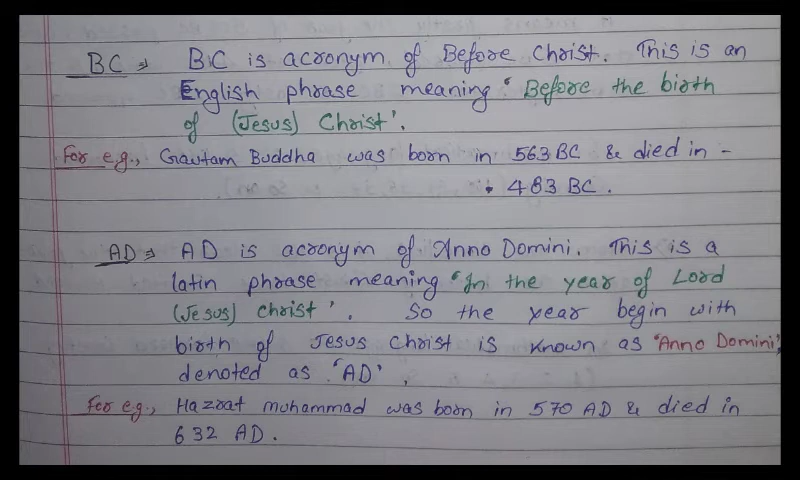 BC ⇒ BC is acronym of Before Christ. This is an
English phrase meaning 'Before the birth
of (Jesus) Christ'.
For e.g., Gautam Buddha was born in 563 BC & died in -
483 BC.
AD ⇒ AD is acronym of Anno Domini. This is a
latin phrase meaning 'In the year of Lord
(Jesus) Christ'. So the year begin with
birth of Jesus Christ is known as 'Anno Domini',
denoted as 'AD'.
For e.g., Hazrat muhammad was born in 570 AD & died in
632 AD.